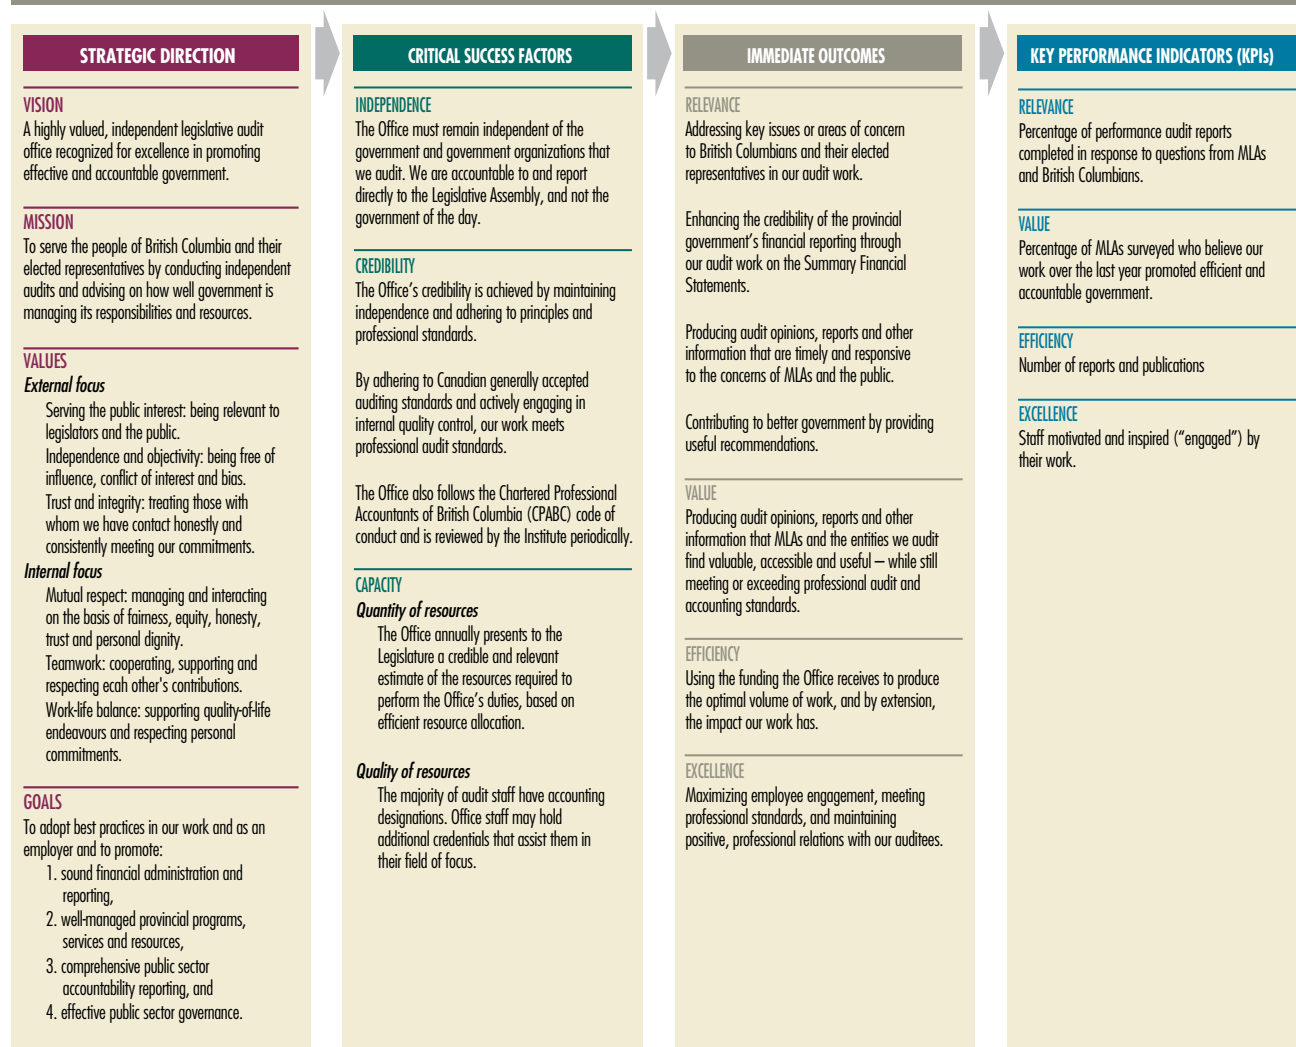 STRATEGIC DIRECTION
VISION
A highly valued, independent legislative audit
office recognized for excellence in promoting
effective and accountable government.
MISSION
To serve the people of British Columbia and their
elected representatives by conducting independent
audits and advising on how well government is
managing its responsibilities and resources.
VALUES
External focus
Serving the public interest: being relevant to
legislators and the public.
Independence and objectivity: being free of
influence, conflict of interest and bias.
Trust and integrity: treating those with
whom we have contact honestly and
consistently meeting our commitments.
Internal focus
Mutual respect: managing and interacting
on the basis of fairness, equity, honesty,
trust and personal dignity.
Teamwork: cooperating, supporting and
respecting ecah other's contributions.
Work-life balance: supporting quality-of-life
endeavours and respecting personal
commitments.
GOALS
To adopt best practices in our work and as an
employer and to promote:
1. sound financial administration and
reporting,
2. well-managed provincial programs,
services and resources,
3. comprehensive public sector
accountability reporting, and
4. effective public sector governance.
CRITICAL SUCCESS FACTORS
INDEPENDENCE
The Office must remain independent of the
government and government organizations that
we audit. We are accountable to and report
directly to the Legislative Assembly, and not the
government of the day.
CREDIBILITY
The Office's credibility is achieved by maintaining
independence and adhering to principles and
professional standards.
By adhering to Canadian generally accepted
auditing standards and actively engaging in
internal quality control, our work meets
professional audit standards.
The Office also follows the Chartered Professional
Accountants of British Columbia (CPABC) code of
conduct and is reviewed by the Institute periodically.
CAPACITY
Quantity of resources
The Office annually presents to the
Legislature a credible and relevant
estimate of the resources required to
perform the Office's duties, based on
efficient resource allocation.
Quality of resources
The majority of audit staff have accounting
designations. Office staff may hold
additional credentials that assist them in
their field of focus.
IMMEDIATE OUTCOMES
RELEVANCE
Addressing key issues or areas of concern
to British Columbians and their elected
representatives in our audit work.
Enhancing the credibility of the provincial
government's financial reporting through
our audit work on the Summary Financial
Statements.
Producing audit opinions, reports and other
information that are timely and responsive
to the concerns of MLAs and the public.
Contributing to better government by providing
useful recommendations.
VALUE
Producing audit opinions, reports and other
information that MLAs and the entities we audit
find valuable, accessible and useful – while still
meeting or exceeding professional audit and
accounting standards.
EFFICIENCY
Using the funding the Office receives to produce
the optimal volume of work, and by extension,
the impact our work has.
EXCELLENCE
Maximizing employee engagement, meeting
professional standards, and maintaining
positive, professional relations with our auditees.
KEY PERFORMANCE INDICATORS (KPIs)
RELEVANCE
Percentage of performance audit reports
completed in response to questions from MLAs
and British Columbians.
VALUE
Percentage of MLAs surveyed who believe our
work over the last year promoted efficient and
accountable government.
EFFICIENCY
Number of reports and publications
EXCELLENCE
Staff motivated and inspired (“engaged”) by
their work.